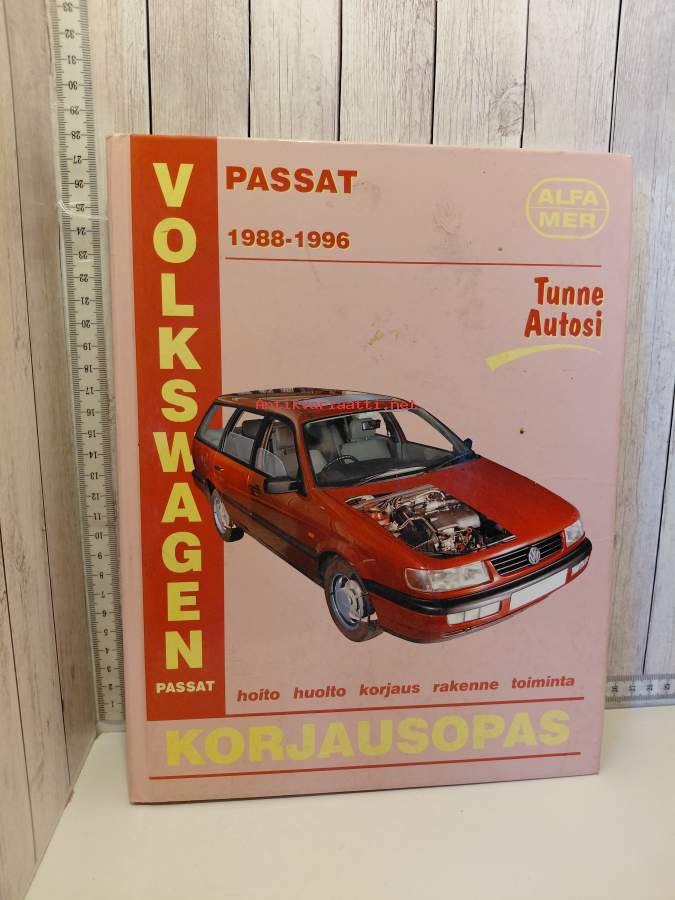 VOLKSWAGEN
PASSAT
PASSAT
1988-1996
ALFA
MER
Tunne
Autosi
Antikvariaatti.net
hoito huolto korjaus rakenne toiminta
KORJAUSOPAS